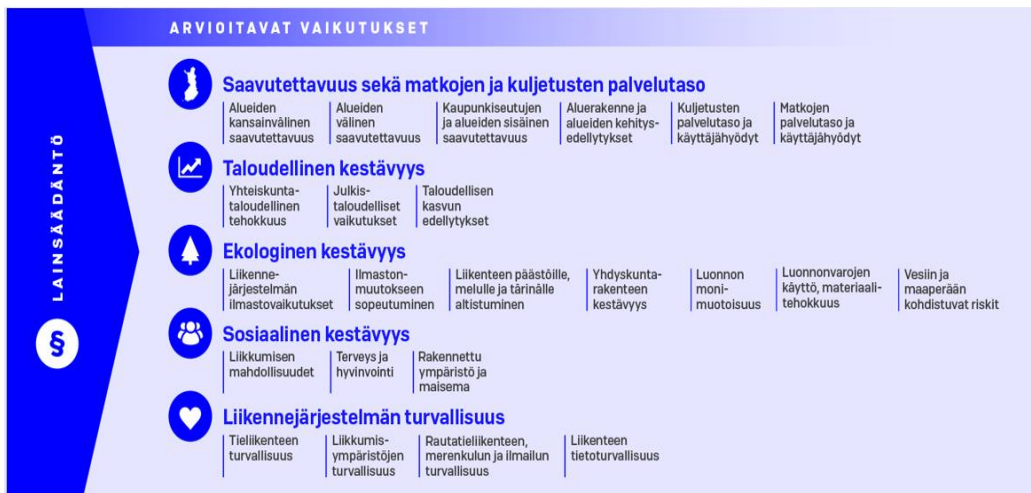 ARVIOITAVAT VAIKUTUKSET
LAINSÄÄDÄNTÖ
§
Saavutettavuus sekä matkojen ja kuljetusten palvelutaso
Alueiden
kansainvälinen
saavutettavuus
Alueiden
välinen
saavutettavuus
Kaupunkiseutujen
ja alueiden sisäinen
saavutettavuus
Aluerakenne ja
alueiden kehitys-
edellytykset
Kuljetusten
palvelutaso ja
käyttäjähyödyt
Matkojen
palvelutaso ja
käyttäjähyödyt
Taloudellinen kestävyys
Yhteiskunta-
taloudellinen
tehokkuus
Julkis-
taloudelliset
vaikutukset
Taloudellisen
kasvun
edellytykset
Ekologinen kestävyys
Liikenne-
järjestelmän
ilmastovaikutukset
Ilmaston-
muutokseen
sopeutuminen
Liikenteen päästöille,
melulle ja tärinälle
altistuminen
Yhdyskunta-
rakenteen
kestävyys
Luonnon
moni-
muotoisuus
Luonnonvarojen
käyttö, materiaali-
tehokkuus
Vesiin ja
maaperään
kohdistuvat riskit
Sosiaalinen kestävyys
Liikkumisen
mahdollisuudet
Terveys ja
hyvinvointi
Rakennettu
ympäristö ja
maisema
Liikennejärjestelmän turvallisuus
Tieliikenteen
turvallisuus
Liikkumis-
ympäristöjen
turvallisuus
Rautatieliikenteen,
merenkulun ja ilmailun
turvallisuus
Liikenteen
tietoturvallisuus